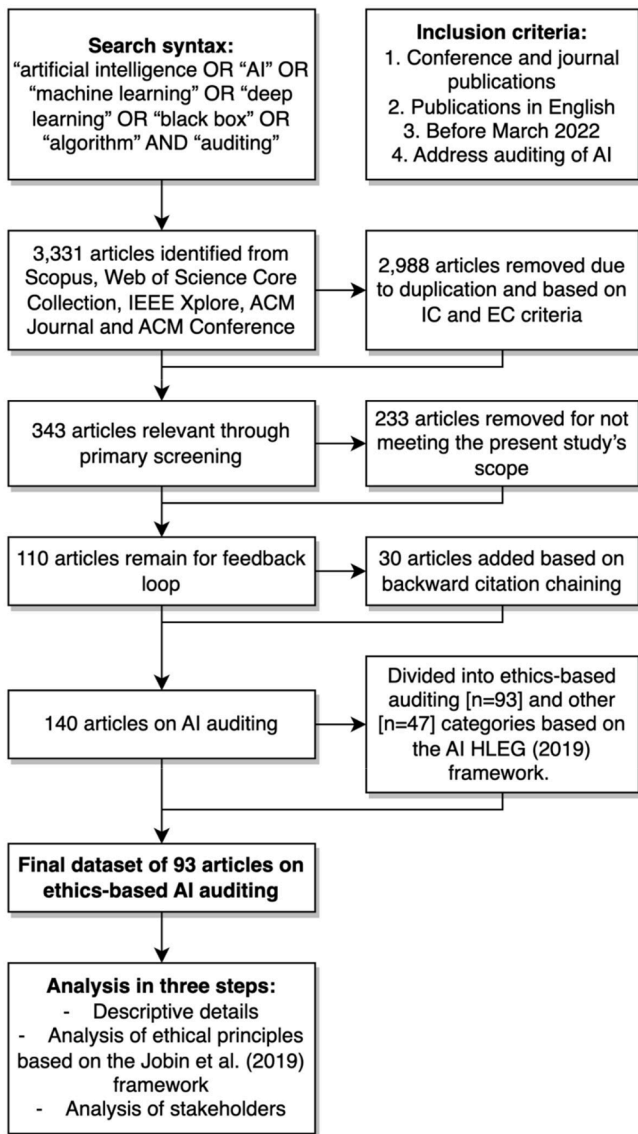 Search syntax:
“artificial intelligence OR “AI” OR
“machine learning” OR “deep
learning” OR “black box” OR
“algorithm” AND “auditing”
Inclusion criteria:
1. Conference and journal
publications
2. Publications in English
3. Before March 2022
4. Address auditing of AI
3,331 articles identified from
Scopus, Web of Science Core
Collection, IEEE Xplore, ACM
Journal and ACM Conference
2,988 articles removed due
to duplication and based on
IC and EC criteria
343 articles relevant through
primary screening
233 articles removed for not
meeting the present study’s
scope
110 articles remain for feedback
loop
30 articles added based on
backward citation chaining
140 articles on AI auditing
Divided into ethics-based
auditing [n=93] and other
[n=47] categories based on
the AI HLEG (2019)
framework.
Final dataset of 93 articles on
ethics-based AI auditing
Analysis in three steps:
- Descriptive details
- Analysis of ethical principles
based on the Jobin et al. (2019)
framework
- Analysis of stakeholders